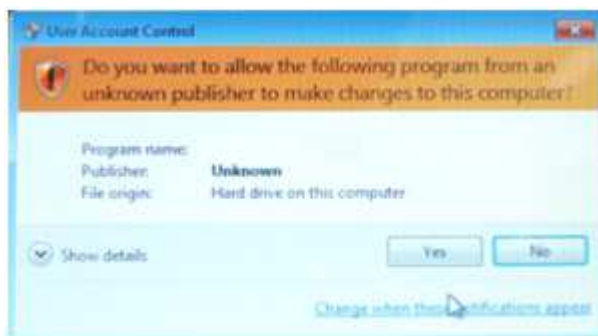 User Account Control
Do you want to allow the following program from an
unknown publisher to make changes to this computer?
Program name:
Publisher: Unknown
File origin: Hard drive on this computer
Show details
Yes
No
Change when these notifications appear